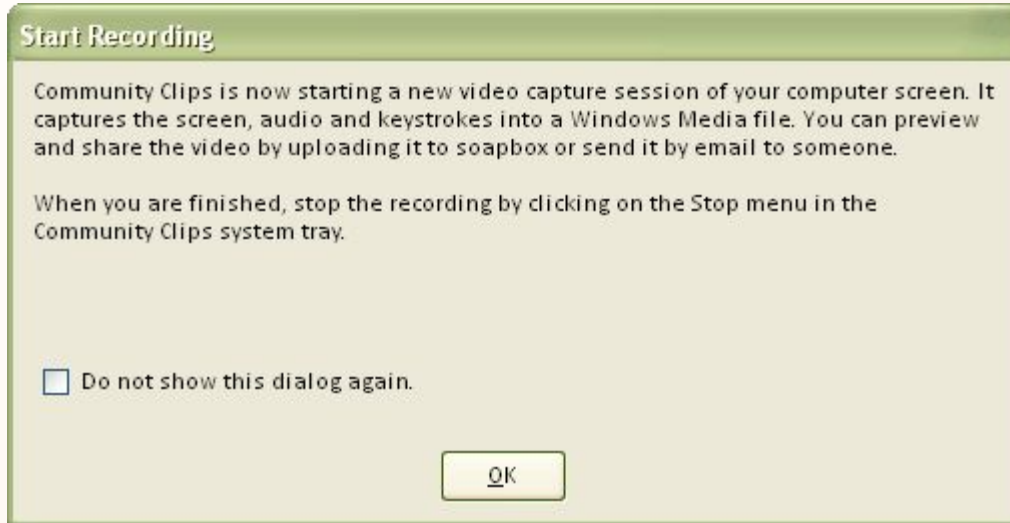 Start Recording
Community Clips is now starting a new video capture session of your computer screen. It
captures the screen, audio and keystrokes into a Windows Media file. You can preview
and share the video by uploading it to soapbox or send it by email to someone.
When you are finished, stop the recording by clicking on the Stop menu in the
Community Clips system tray.
Do not show this dialog again.
OK